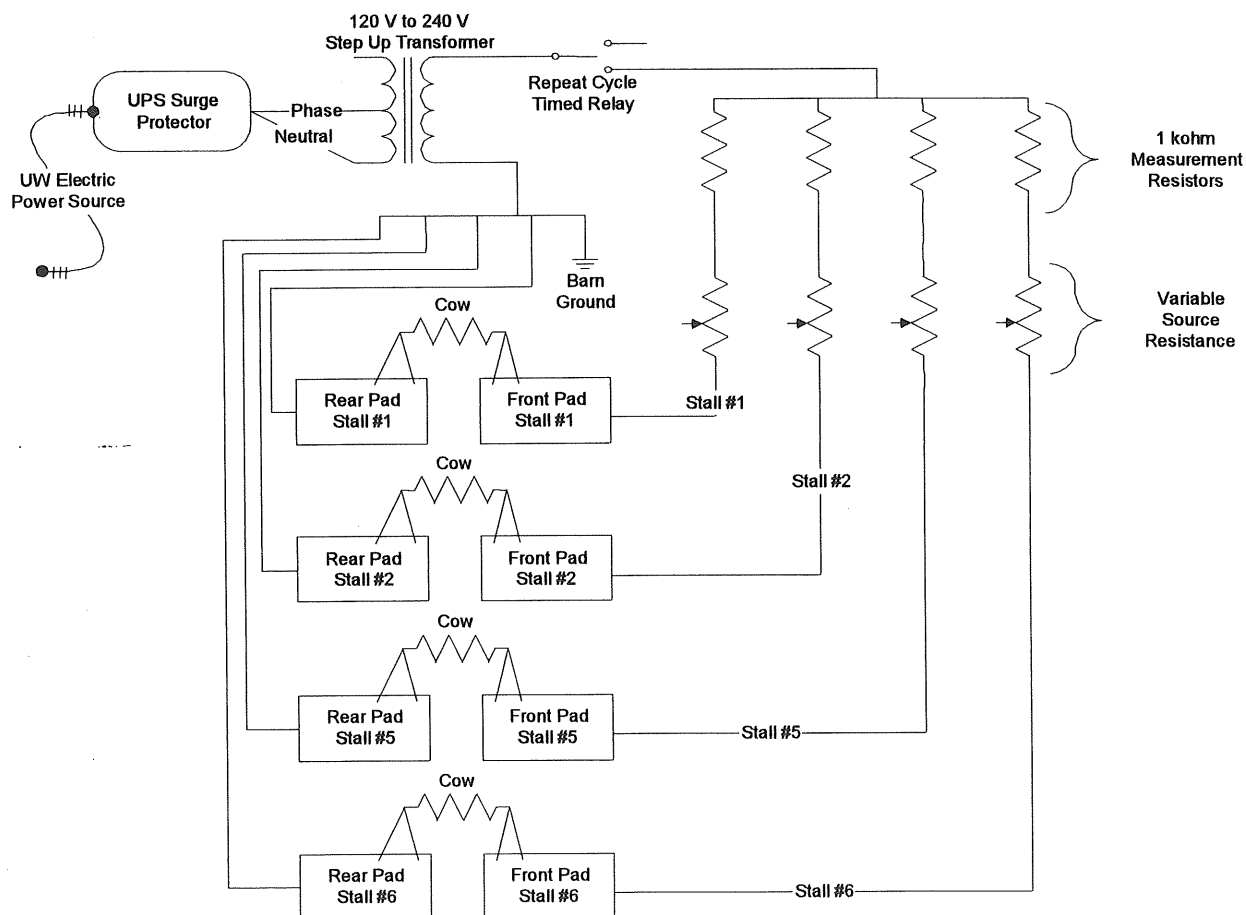 120 V to 240 V
Step Up Transformer
UPS Surge
Protector
Phase
Neutral
Repeat Cycle
Timed Relay
1 kohm
Measurement
Resistors
UW Electric
Power Source
Barn
Ground
Variable
Source
Resistance
Cow
Rear Pad
Stall #1
Front Pad
Stall #1
Stall #1
Cow
Rear Pad
Stall #2
Front Pad
Stall #2
Stall #2
Cow
Rear Pad
Stall #5
Front Pad
Stall #5
Stall #5
Cow
Rear Pad
Stall #6
Front Pad
Stall #6
Stall #6